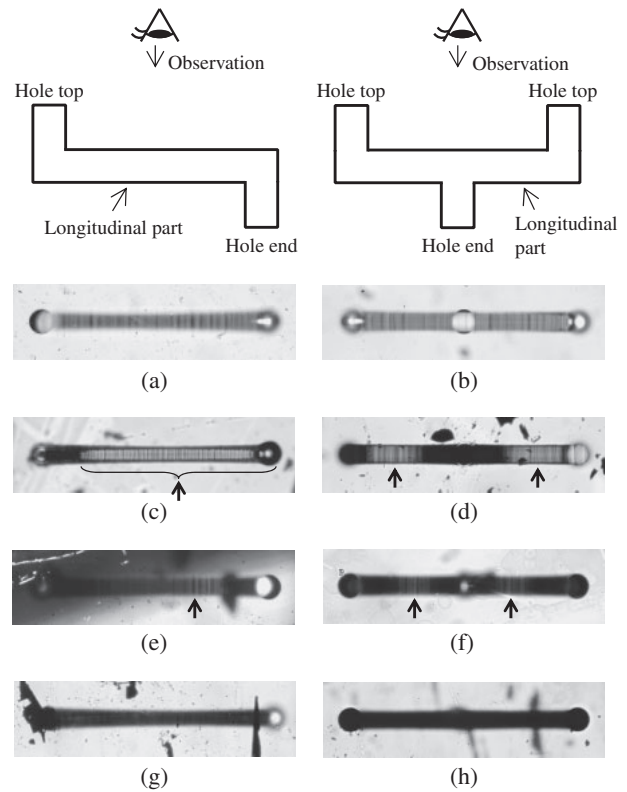 Observation
Hole top
Longitudinal part
Hole end
Observation
Hole top
Hole top
Hole end
Longitudinal
part
(a)
(b)
(c)
(d)
(e)
(f)
(g)
(h)